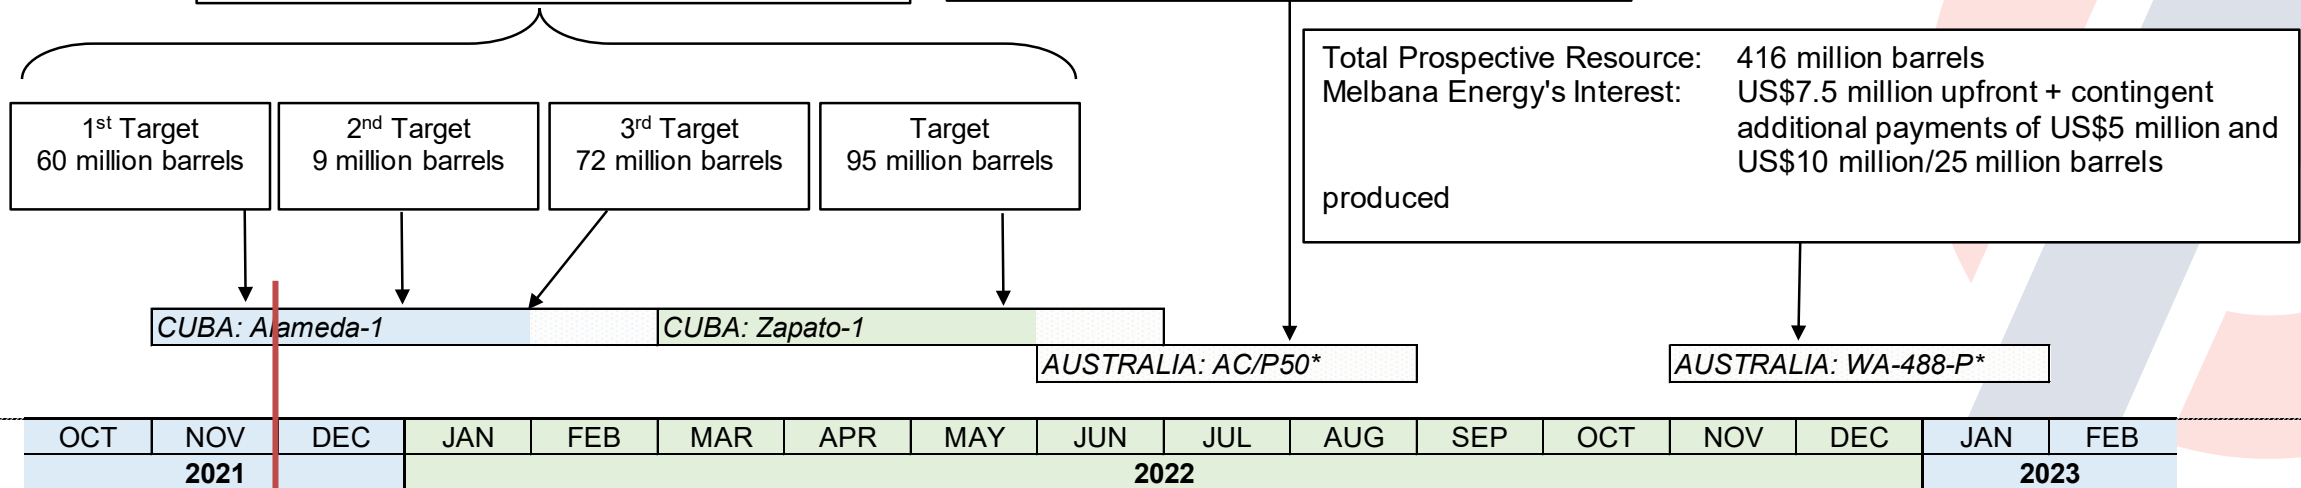 Total Prospective Resource: 416 million barrels
Melbana Energy's Interest: US$7.5 million upfront + contingent
additional payments of US$5 million and
US$10 million/25 million barrels
produced
1st Target
60 million barrels
2nd Target
9 million barrels
3rd Target
72 million barrels
Target
95 million barrels
CUBA: Alameda-1
CUBA: Zapato-1
AUSTRALIA: AC/P50*
AUSTRALIA: WA-488-P*
OCT NOV DEC JAN FEB MAR APR MAY JUN JUL AUG SEP OCT NOV DEC JAN FEB
2021 2022 2023